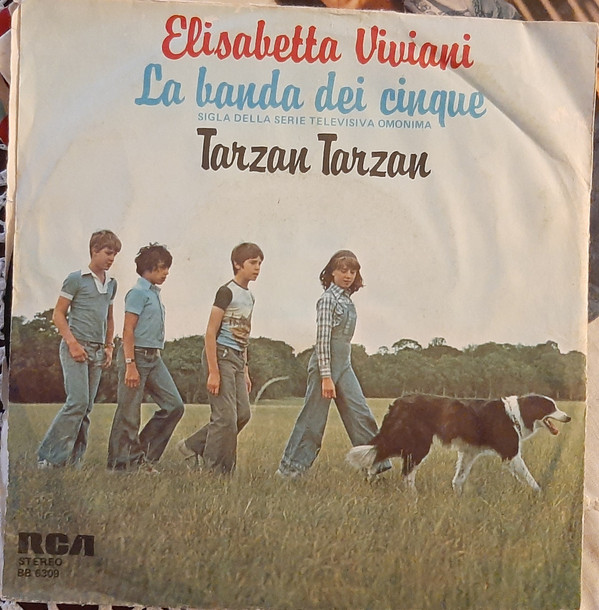 Elisabetta Viviani
La banda dei cinque
SIGLA DELLA SERIE TELEVISIVA OMONIMA
Tarzan Tarzan
RCA
STEREO
BB 6309